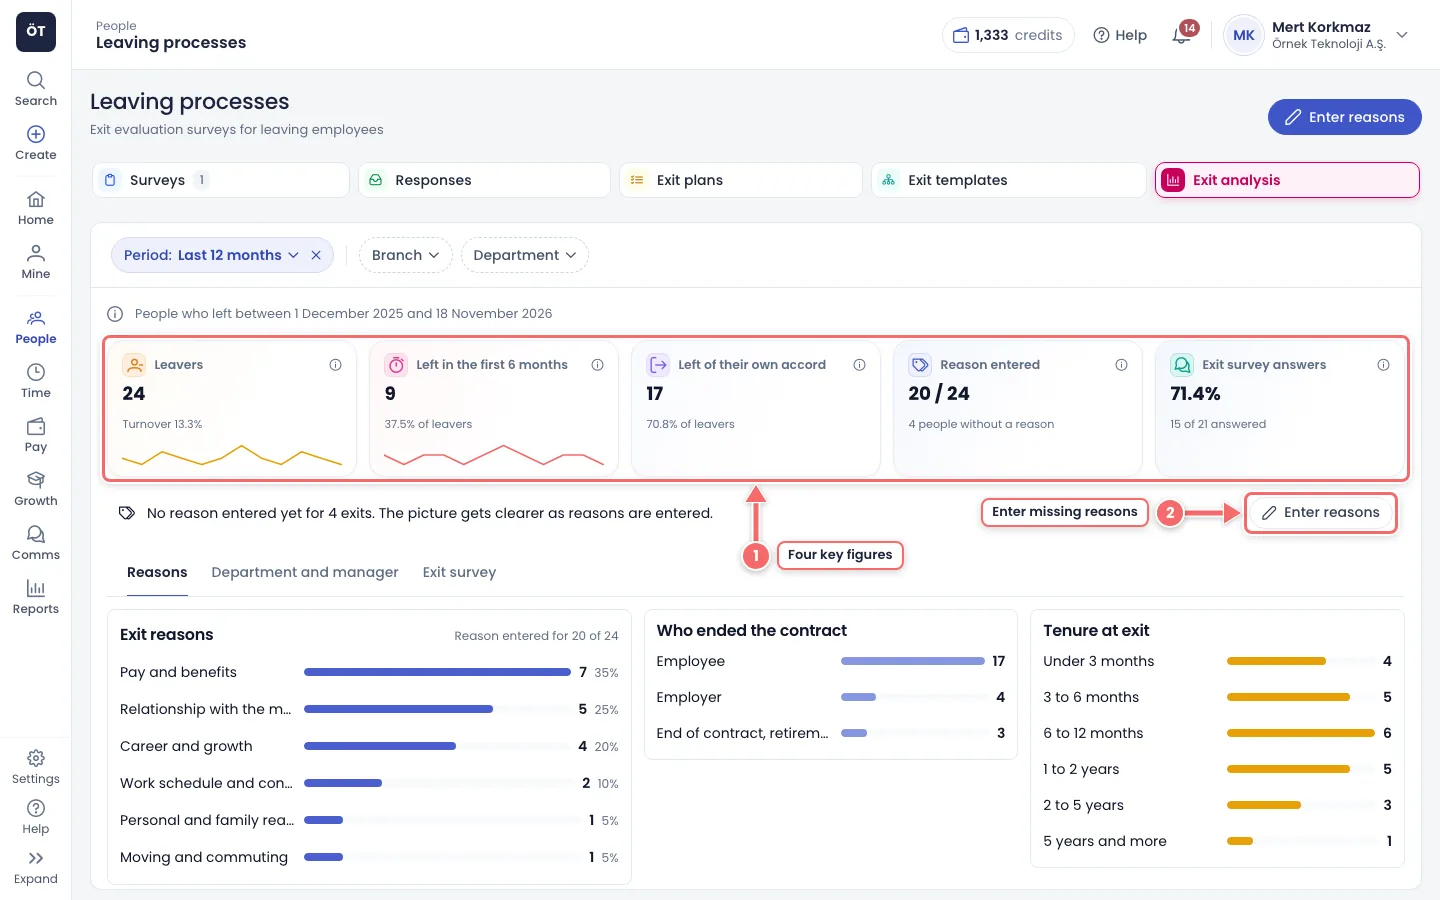 ÖT
Search
Create
Home
Mine
People
Time
Pay
Growth
Comms
Reports
Settings
Help
Expand
People
Leaving processes
1,333 credits
Help
14
MK
Mert Korkmaz
Örnek Teknoloji A.Ş.
Leaving processes
Exit evaluation surveys for leaving employees
Enter reasons
Surveys 1
Responses
Exit plans
Exit templates
Exit analysis
Period: Last 12 months
Branch
Department
People who left between 1 December 2025 and 18 November 2026
Leavers
24
Turnover 13.3%
Left in the first 6 months
9
37.5% of leavers
Left of their own accord
17
70.8% of leavers
Reason entered
20 / 24
4 people without a reason
Exit survey answers
71.4%
15 of 21 answered
No reason entered yet for 4 exits. The picture gets clearer as reasons are entered.
Enter missing reasons
2
Enter reasons
1
Four key figures
Reasons
Department and manager
Exit survey
Exit reasons
Reason entered for 20 of 24
Pay and benefits 7 35%
Relationship with the m... 5 25%
Career and growth 4 20%
Work schedule and con... 2 10%
Personal and family rea... 1 5%
Moving and commuting 1 5%
Who ended the contract
Employee 17
Employer 4
End of contract, retirem... 3
Tenure at exit
Under 3 months 4
3 to 6 months 5
6 to 12 months 6
1 to 2 years 5
2 to 5 years 3
5 years and more 1